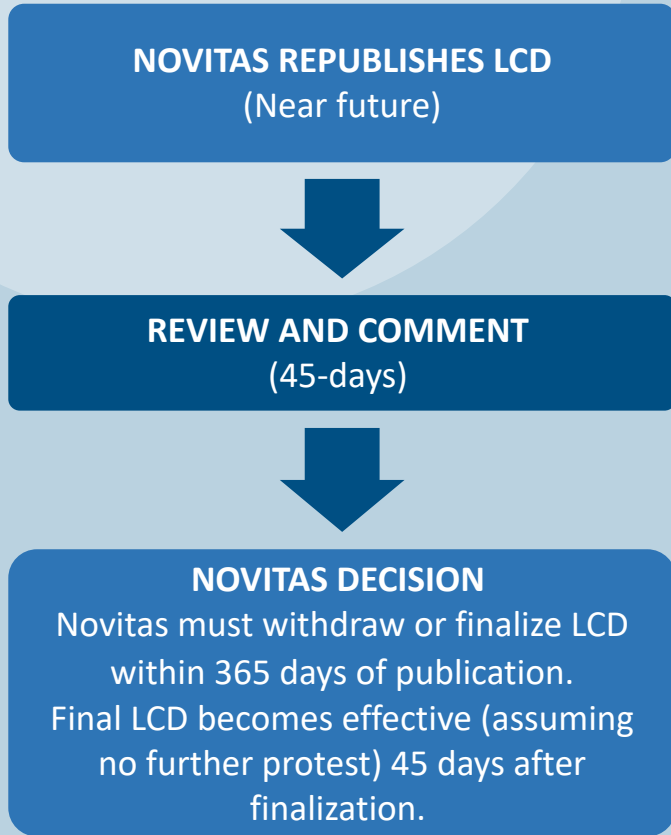 NOVITAS REPUBLISHES LCD
(Near future)
REVIEW AND COMMENT
(45-days)
NOVITAS DECISION
Novitas must withdraw or finalize LCD
within 365 days of publication.
Final LCD becomes effective (assuming
no further protest) 45 days after
finalization.